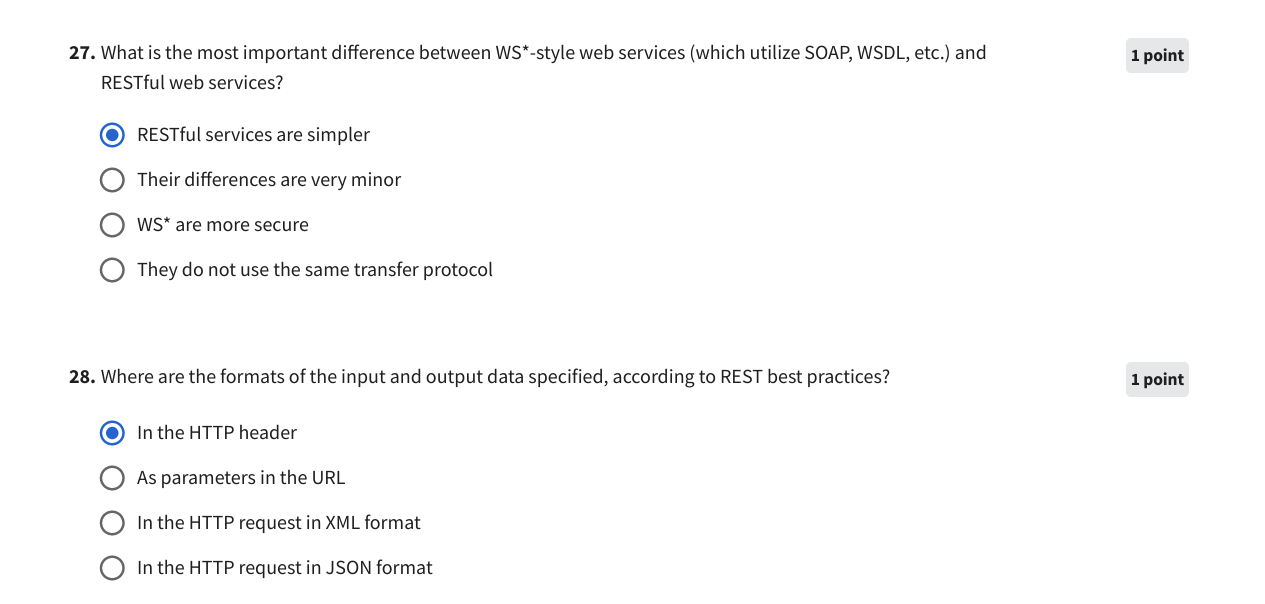 27. What is the most important difference between WS*-style web services (which utilize SOAP, WSDL, etc.) and
1 point
RESTful web services?
RESTful services are simpler
Their differences are very minor
WS* are more secure
They do not use the same transfer protocol
28. Where are the formats of the input and output data specified, according to REST best practices?
1 point
In the HTTP header
As parameters in the URL
In the HTTP request in XML format
In the HTTP request in JSON format